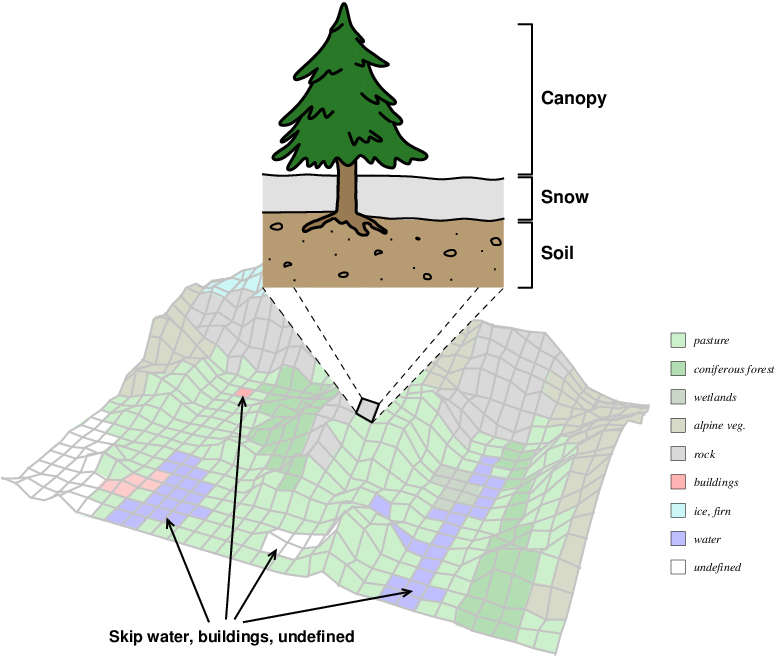 Canopy
Snow
Soil
pasture
coniferous forest
wetlands
alpine veg.
rock
buildings
ice, firn
water
undefined
Skip water, buildings, undefined